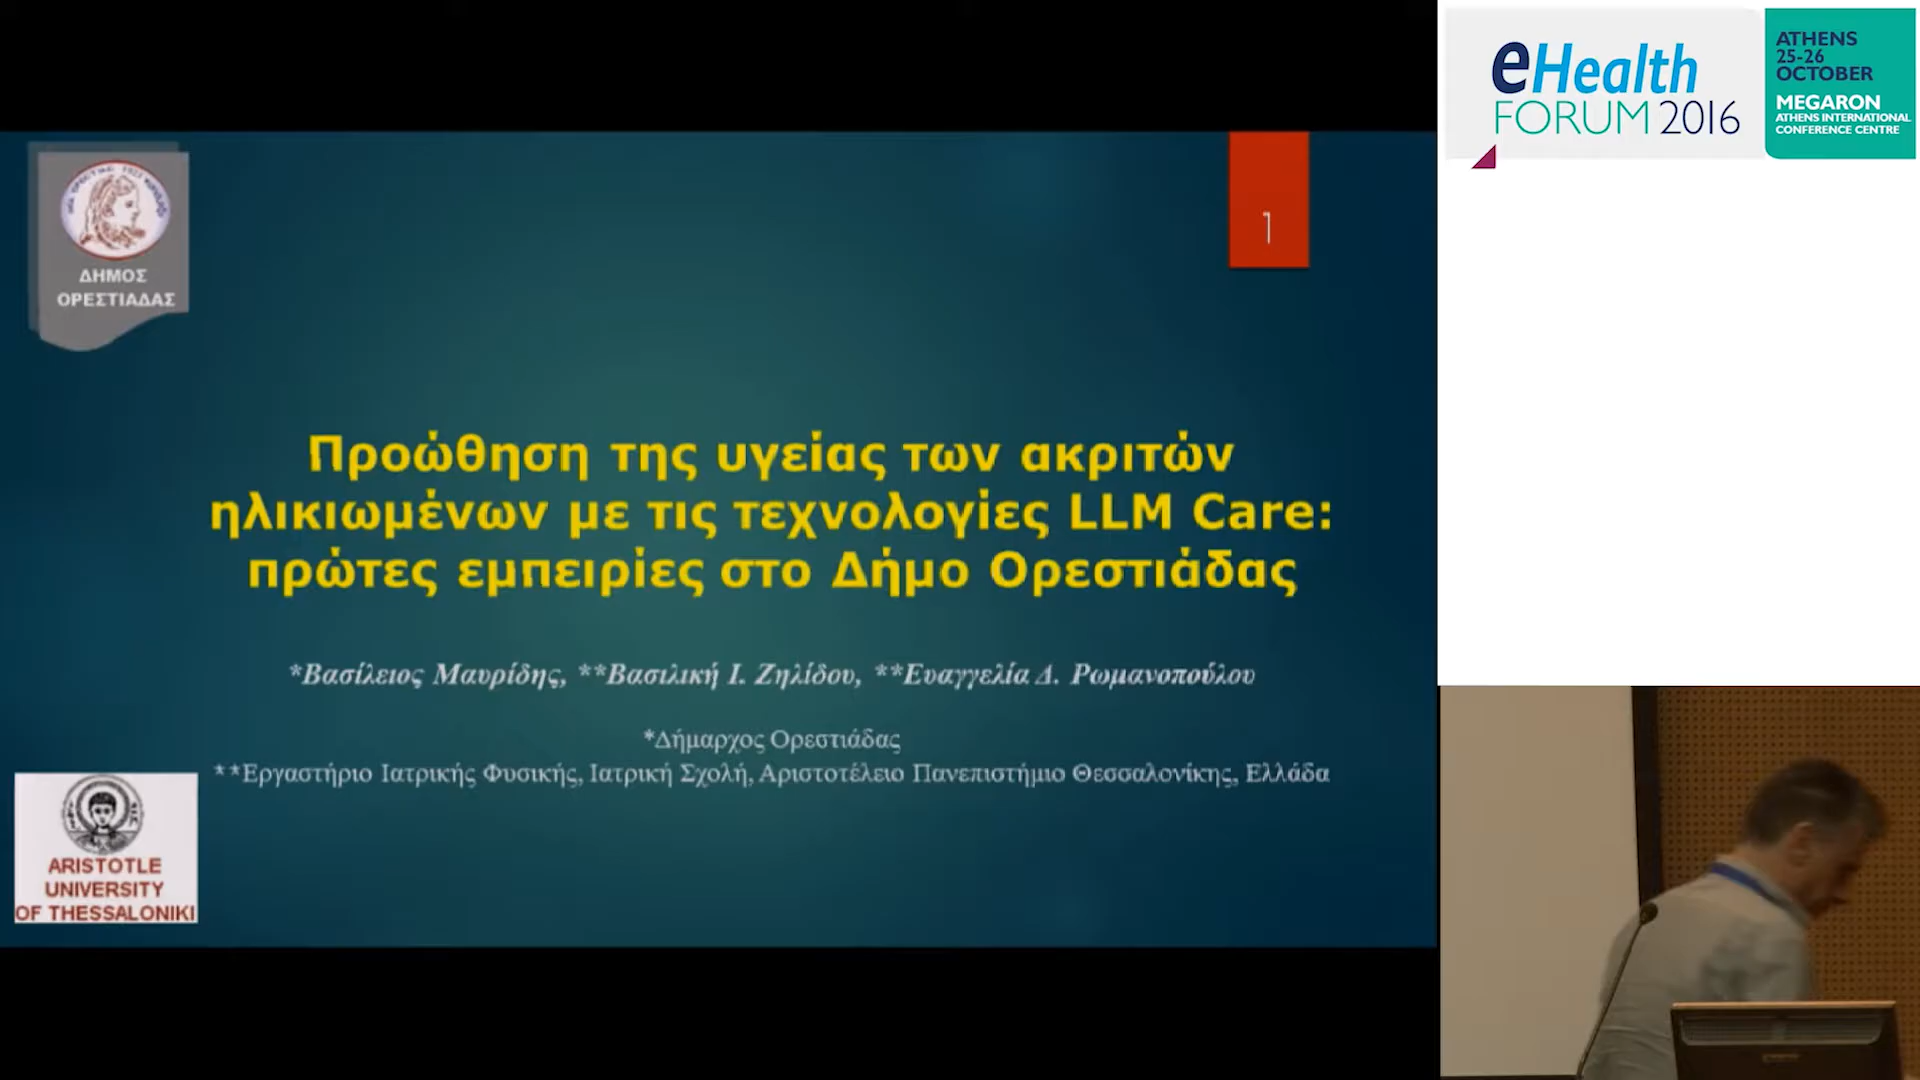 ΔΗΜΟΣ
ΟΡΕΣΤΙΑΔΑΣ
1
Προώθηση της υγείας των ακριτών
ηλικιωμένων με τις τεχνολογίες LLM Care:
πρώτες εμπειρίες στο Δήμο Ορεστιάδας
*Βασίλειος Μαυρίδης, **Βασιλική Ι. Ζηλίδου, **Ευαγγελία Δ. Ρωμανοπούλου
*Δήμαρχος Ορεστιάδας
**Εργαστήριο Ιατρικής Φυσικής, Ιατρική Σχολή, Αριστοτέλειο Πανεπιστήμιο Θεσσαλονίκης, Ελλάδα
ARISTOTLE
UNIVERSITY
OF THESSALONIKI
eHealth
FORUM 2016
ATHENS
25-26
OCTOBER
MEGARON
ATHENS INTERNATIONAL
CONFERENCE CENTRE